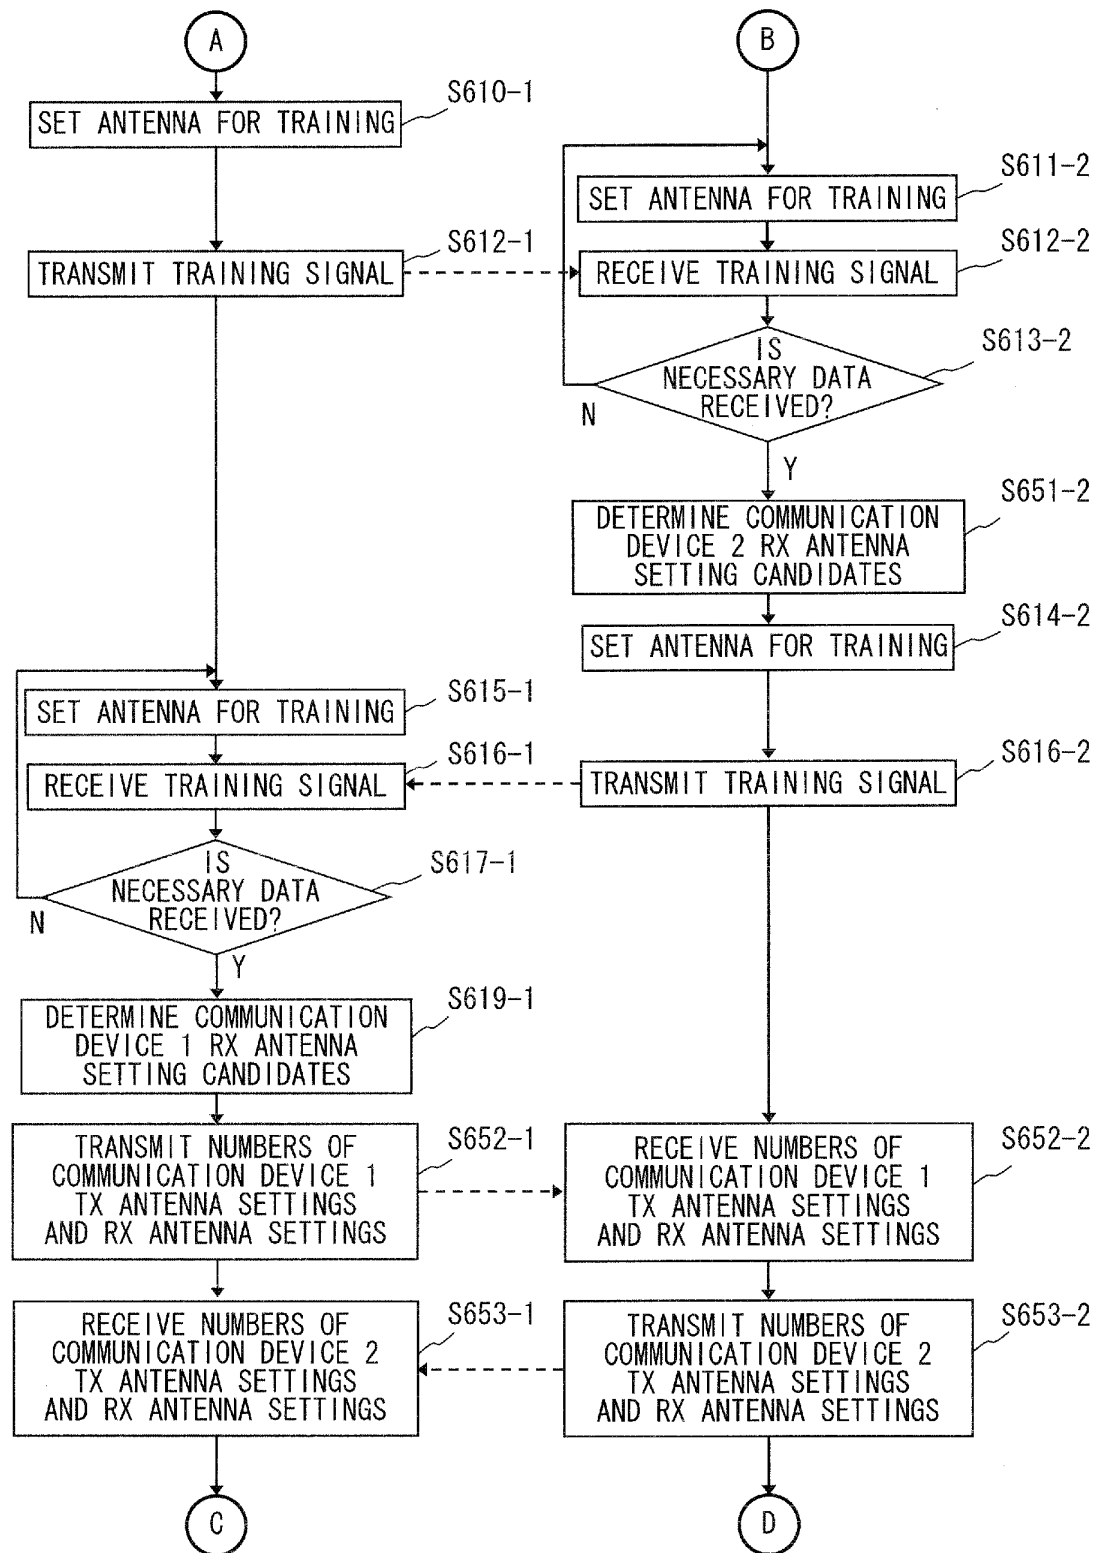 A
B
S610-1
SET ANTENNA FOR TRAINING
S611-2
SET ANTENNA FOR TRAINING
S612-1
TRANSMIT TRAINING SIGNAL
S612-2
RECEIVE TRAINING SIGNAL
S613-2
IS
NECESSARY DATA
RECEIVED?
N
Y
S651-2
DETERMINE COMMUNICATION
DEVICE 2 RX ANTENNA
SETTING CANDIDATES
S614-2
SET ANTENNA FOR TRAINING
S615-1
SET ANTENNA FOR TRAINING
S616-1
RECEIVE TRAINING SIGNAL
S616-2
TRANSMIT TRAINING SIGNAL
S617-1
IS
NECESSARY DATA
RECEIVED?
N
Y
S619-1
DETERMINE COMMUNICATION
DEVICE 1 RX ANTENNA
SETTING CANDIDATES
S652-1
TRANSMIT NUMBERS OF
COMMUNICATION DEVICE 1
TX ANTENNA SETTINGS
AND RX ANTENNA SETTINGS
S652-2
RECEIVE NUMBERS OF
COMMUNICATION DEVICE 1
TX ANTENNA SETTINGS
AND RX ANTENNA SETTINGS
S653-1
RECEIVE NUMBERS OF
COMMUNICATION DEVICE 2
TX ANTENNA SETTINGS
AND RX ANTENNA SETTINGS
S653-2
TRANSMIT NUMBERS OF
COMMUNICATION DEVICE 2
TX ANTENNA SETTINGS
AND RX ANTENNA SETTINGS
C
D